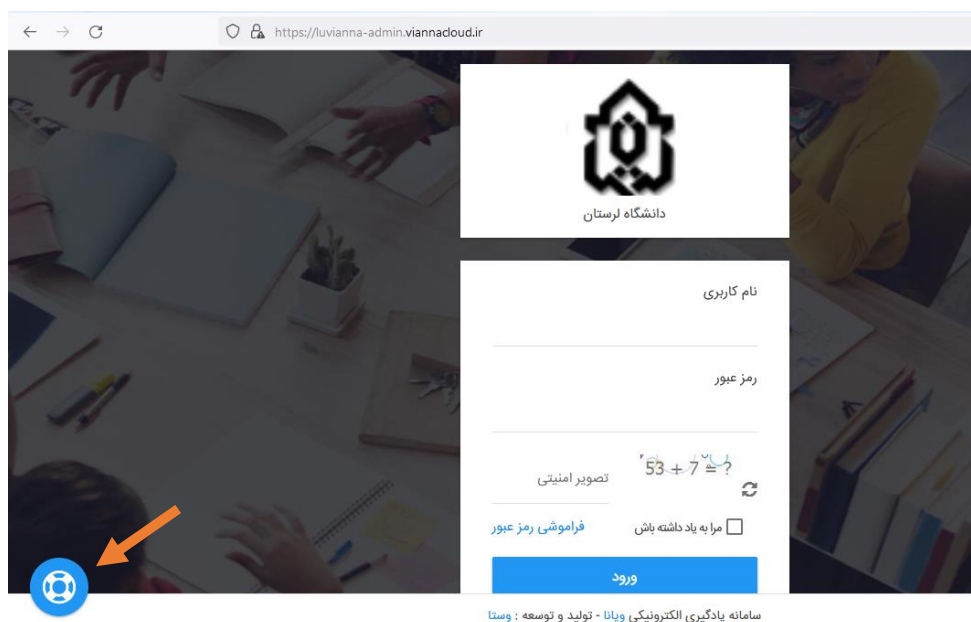 https://luvianna-admin.viannacloud.ir
دانشگاه لرستان
نام کاربری
رمز عبور
53 + 7 = ?
تصویر امنیتی
مرا به یاد داشته باش
فراموشی رمز عبور
ورود
سامانه یادگیری الکترونیکی ویانا - تولید و توسعه : وستا